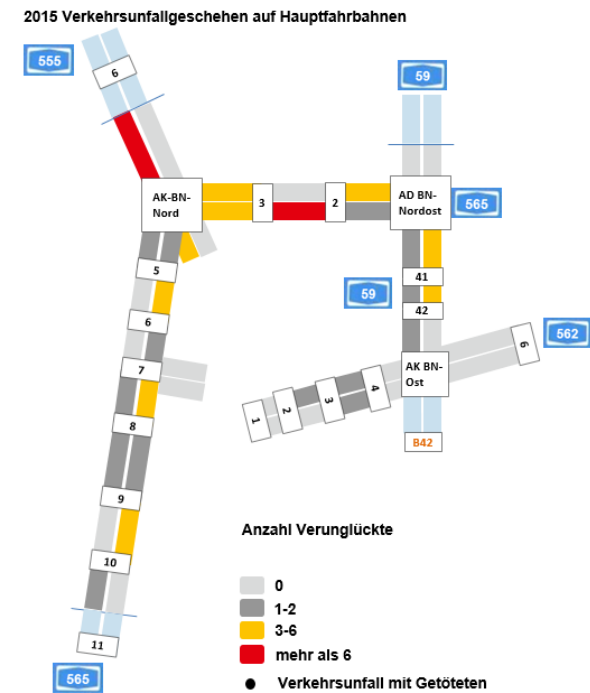 2015 Verkehrsunfallgeschehen auf Hauptfahrbahnen
555
6
59
AK-BN-
Nord
3
2
AD BN-
Nordost
565
5
41
59
42
6
562
6
7
AK BN-
Ost
1
2
3
4
8
B42
9
10
11
565
Anzahl Verunglückte
0
1-2
3-6
mehr als 6
Verkehrsunfall mit Getöteten